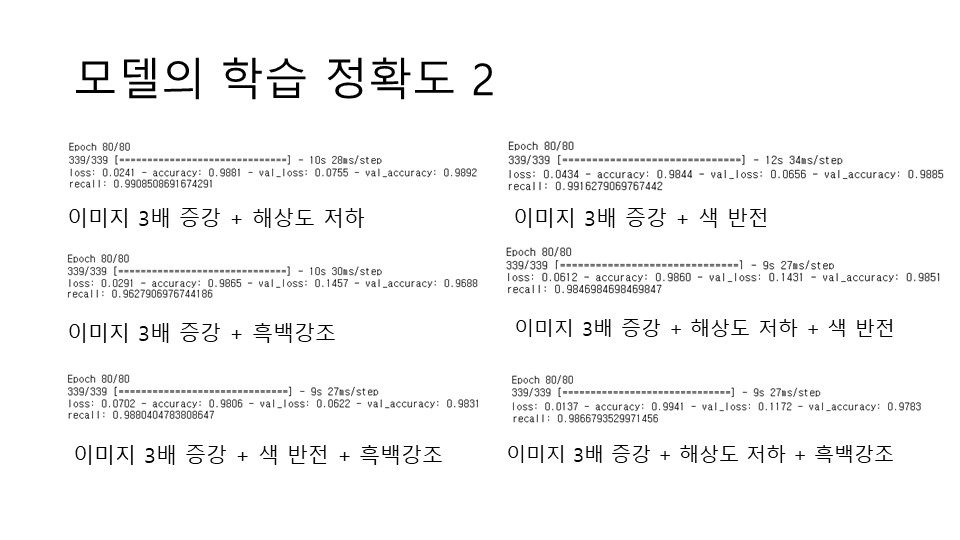 모델의 학습 정확도 2
Epoch 80/80
339/339 [==============================] - 10s 28ms/step
loss: 0.0241 - accuracy: 0.9881 - val_loss: 0.0755 - val_accuracy: 0.9892
recall: 0.9908508691674291
이미지 3배 증강 + 해상도 저하
Epoch 80/80
339/339 [==============================] - 12s 34ms/step
loss: 0.0434 - accuracy: 0.9844 - val_loss: 0.0656 - val_accuracy: 0.9885
recall: 0.9916279069767442
이미지 3배 증강 + 색 반전
Epoch 80/80
339/339 [==============================] - 10s 30ms/step
loss: 0.0291 - accuracy: 0.9865 - val_loss: 0.1457 - val_accuracy: 0.9688
recall: 0.9627906976744186
이미지 3배 증강 + 흑백강조
Epoch 80/80
339/339 [==============================] - 9s 27ms/step
loss: 0.0612 - accuracy: 0.9860 - val_loss: 0.1431 - val_accuracy: 0.9851
recall: 0.9846984698469847
이미지 3배 증강 + 해상도 저하 + 색 반전
Epoch 80/80
339/339 [==============================] - 9s 27ms/step
loss: 0.0702 - accuracy: 0.9806 - val_loss: 0.0622 - val_accuracy: 0.9831
recall: 0.9880404783808647
이미지 3배 증강 + 색 반전 + 흑백강조
Epoch 80/80
339/339 [==============================] - 9s 27ms/step
loss: 0.0137 - accuracy: 0.9941 - val_loss: 0.1172 - val_accuracy: 0.9783
recall: 0.9866793529971456
이미지 3배 증강 + 해상도 저하 + 흑백강조